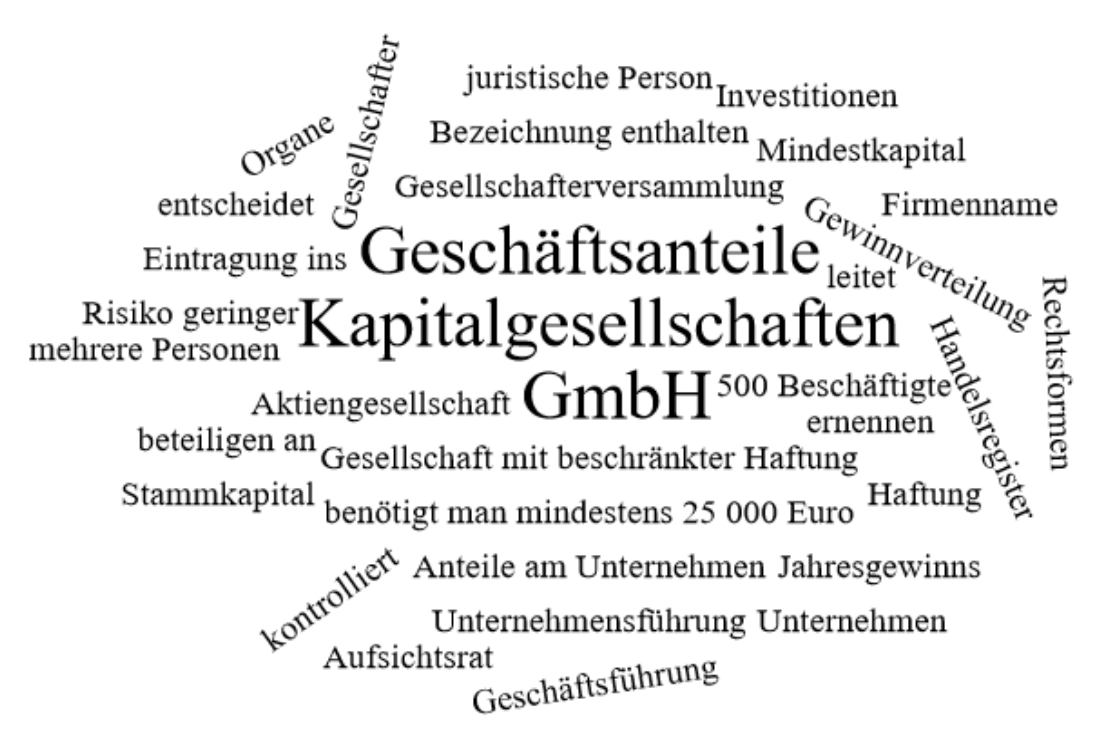 Gesellschafter
juristische Person
Investitionen
Organe
Bezeichnung enthalten
Mindestkapital
Gesellschafterversammlung
entscheidet
Firmenname
Gewinnverteilung
Eintragung ins
Geschäftsanteile
leitet
Risiko geringer
Kapitalgesellschaften
Rechtsformen
mehrere Personen
Handelsregister
Aktiengesellschaft
GmbH
500 Beschäftigte
ernennen
beteiligen an
Gesellschaft mit beschränkter Haftung
Stammkapital
benötigt man mindestens 25 000 Euro
Haftung
kontrolliert
Anteile am Unternehmen
Jahresgewinns
Unternehmensführung
Unternehmen
Aufsichtsrat
Geschäftsführung